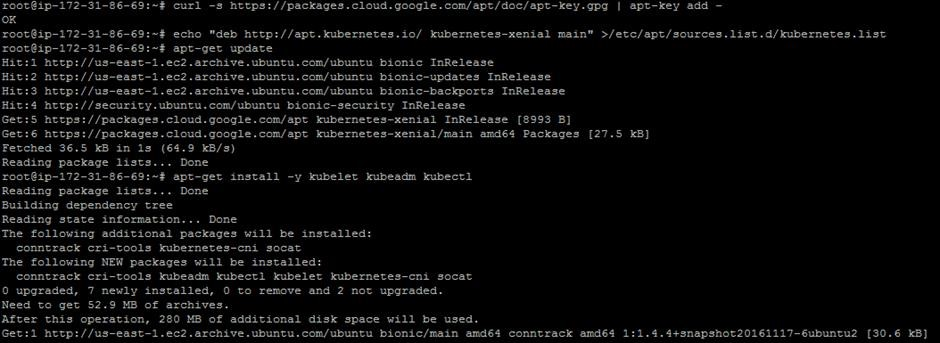 root@ip-172-31-86-69:~# curl -s https://packages.cloud.google.com/apt/doc/apt-key.gpg | apt-key add -
OK
root@ip-172-31-86-69:~# echo "deb http://apt.kubernetes.io/ kubernetes-xenial main" >/etc/apt/sources.list.d/kubernetes.list
root@ip-172-31-86-69:~# apt-get update
Hit:1 http://us-east-1.ec2.archive.ubuntu.com/ubuntu bionic InRelease
Hit:2 http://us-east-1.ec2.archive.ubuntu.com/ubuntu bionic-updates InRelease
Hit:3 http://us-east-1.ec2.archive.ubuntu.com/ubuntu bionic-backports InRelease
Hit:4 http://security.ubuntu.com/ubuntu bionic-security InRelease
Get:5 https://packages.cloud.google.com/apt kubernetes-xenial InRelease [8993 B]
Get:6 https://packages.cloud.google.com/apt kubernetes-xenial/main amd64 Packages [27.5 kB]
Fetched 36.5 kB in 1s (64.9 kB/s)
Reading package lists... Done
root@ip-172-31-86-69:~# apt-get install -y kubelet kubeadm kubectl
Reading package lists... Done
Building dependency tree
Reading state information... Done
The following additional packages will be installed:
  conntrack cri-tools kubernetes-cni socat
The following NEW packages will be installed:
  conntrack cri-tools kubeadm kubectl kubelet kubernetes-cni socat
0 upgraded, 7 newly installed, 0 to remove and 2 not upgraded.
Need to get 52.9 MB of archives.
After this operation, 280 MB of additional disk space will be used.
Get:1 http://us-east-1.ec2.archive.ubuntu.com/ubuntu bionic/main amd64 conntrack amd64 1:1.4.4+snapshot20161117-6ubuntu2 [30.6 kB]